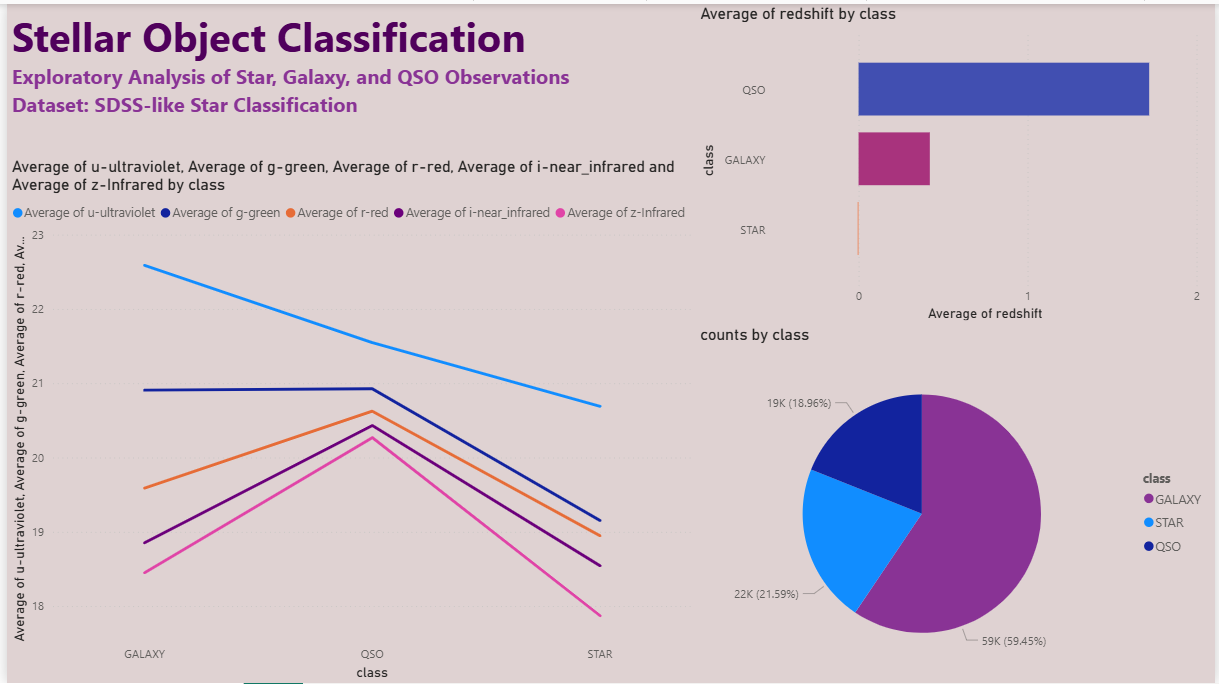 Stellar Object Classification
Exploratory Analysis of Star, Galaxy, and QSO Observations
Dataset: SDSS-like Star Classification
Average of u-ultraviolet, Average of g-green, Average of r-red, Average of i-near_infrared and
Average of z-Infrared by class
Average of u-ultraviolet Average of g-green Average of r-red Average of i-near_infrared Average of z-Infrared
Average of u-ultraviolet, Average of g-green, Average of r-red, Av...
23
22
21
20
19
18
GALAXY QSO STAR
class
Average of redshift by class
class
QSO
GALAXY
STAR
0 1 2
Average of redshift
counts by class
19K (18.96%)
22K (21.59%)
59K (59.45%)
class
GALAXY
STAR
QSO